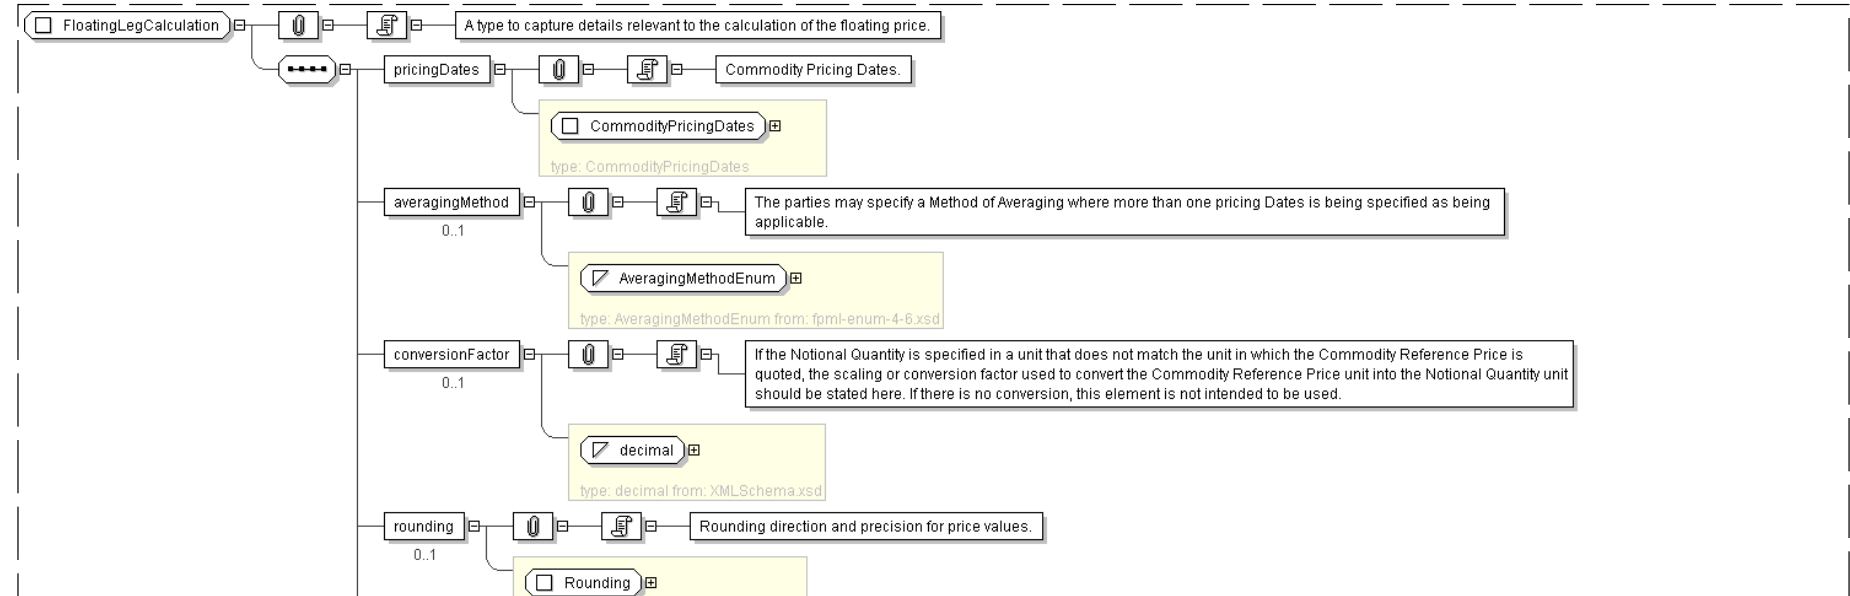 FloatingLegCalculation
A type to capture details relevant to the calculation of the floating price.
pricingDates
Commodity Pricing Dates.
CommodityPricingDates
type: CommodityPricingDates
averagingMethod
0..1
The parties may specify a Method of Averaging where more than one pricing Dates is being specified as being
applicable.
AveragingMethodEnum
type: AveragingMethodEnum from: fpml-enum-4-6.xsd
conversionFactor
0..1
If the Notional Quantity is specified in a unit that does not match the unit in which the Commodity Reference Price is
quoted, the scaling or conversion factor used to convert the Commodity Reference Price unit into the Notional Quantity unit
should be stated here. If there is no conversion, this element is not intended to be used.
decimal
type: decimal from: XMLSchema.xsd
rounding
0..1
Rounding direction and precision for price values.
Rounding